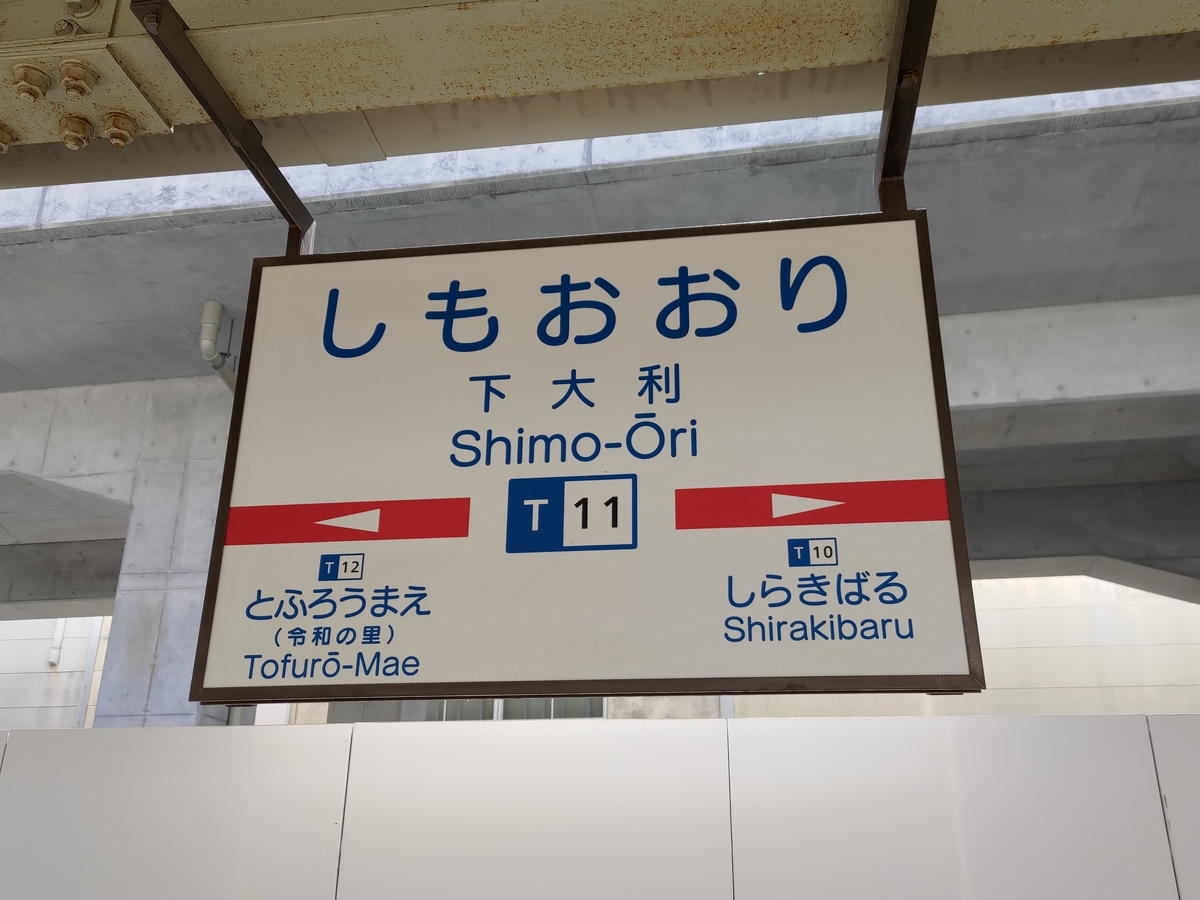 しもおおり
下大利
Shimo-Ōri
T 11
T 12
とふろうまえ
(令和の里)
Tofurō-Mae
T 10
しらきばる
Shirakibaru